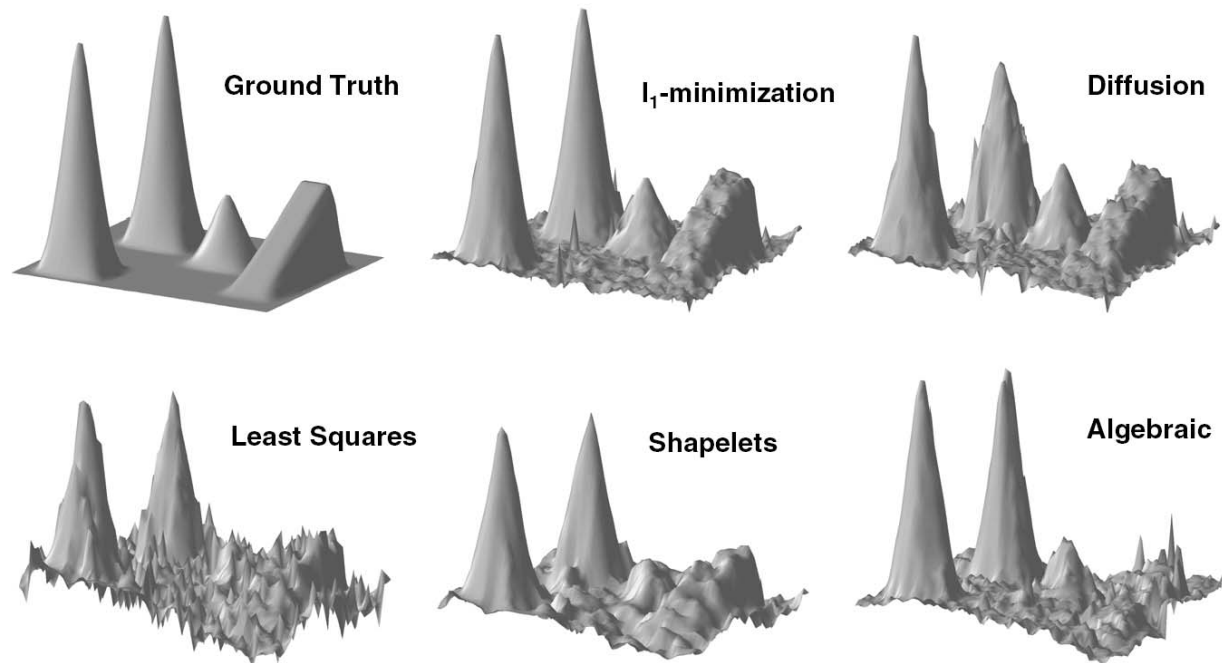 Ground Truth
l₁-minimization
Diffusion
Least Squares
Shapelets
Algebraic